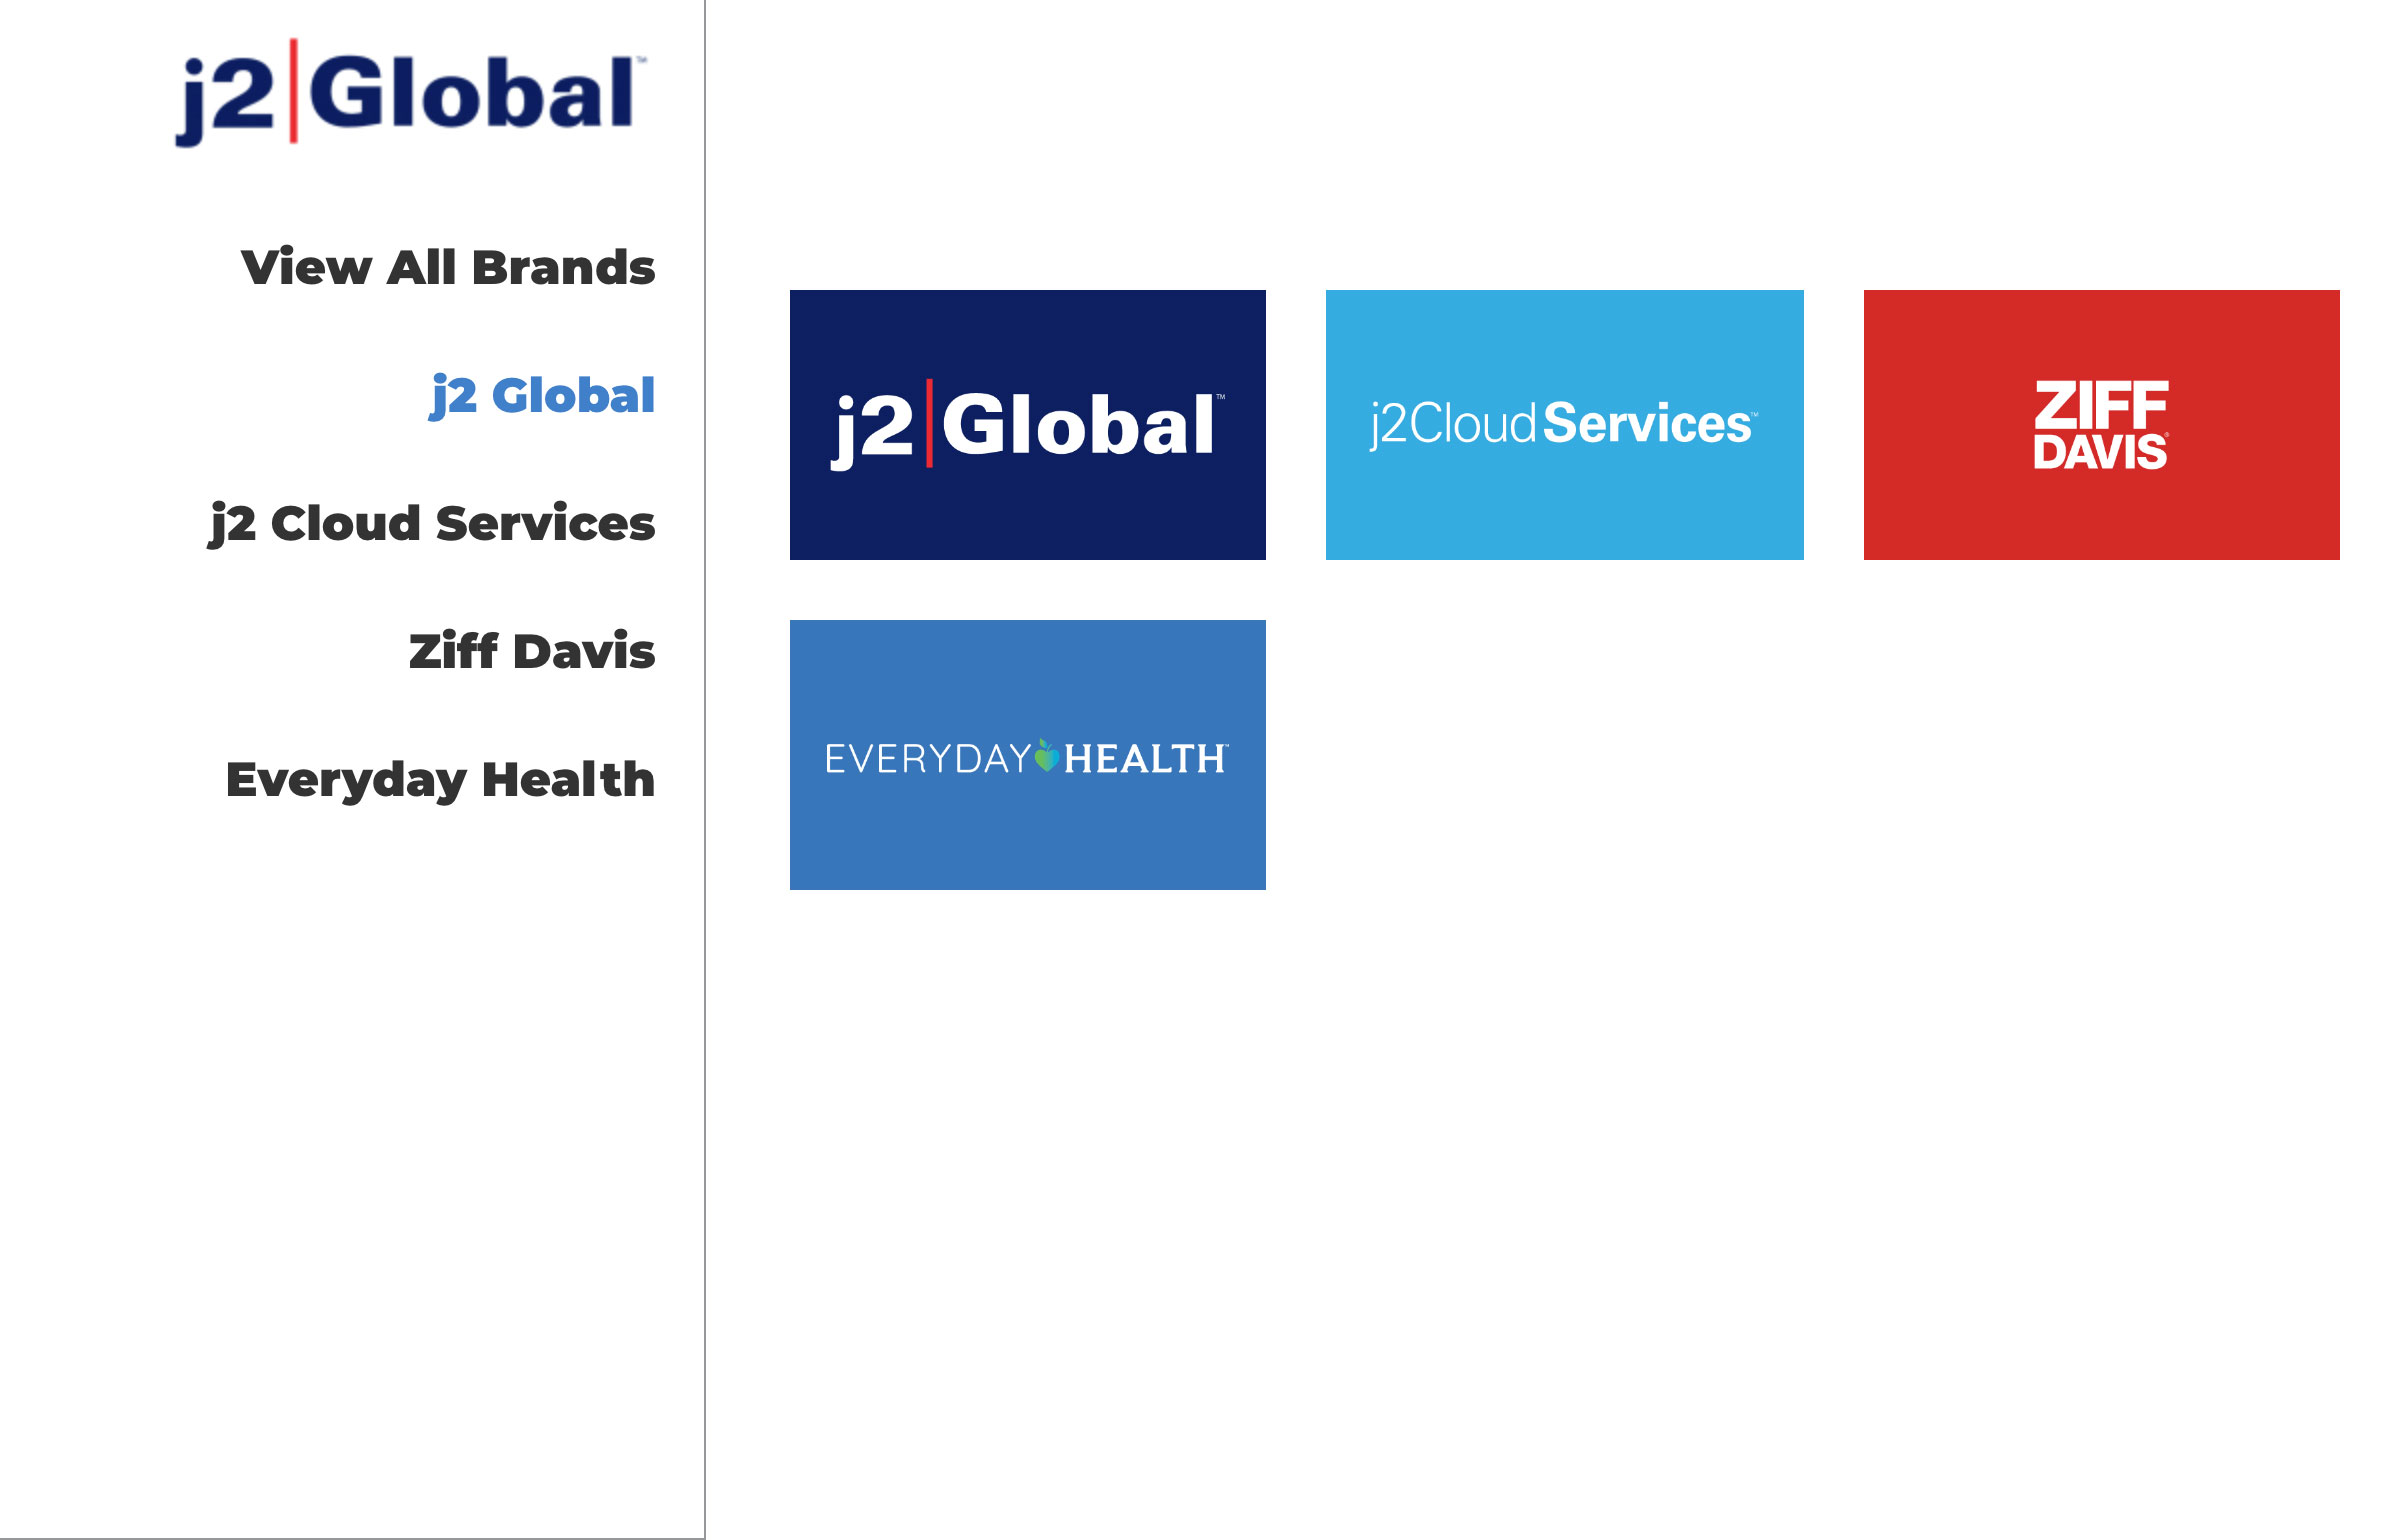 j2|Global™
View All Brands
j2 Global
j2 Cloud Services
Ziff Davis
Everyday Health
j2|Global™
j2Cloud Services™
ZIFF
DAVIS®
EVERYDAY HEALTH™